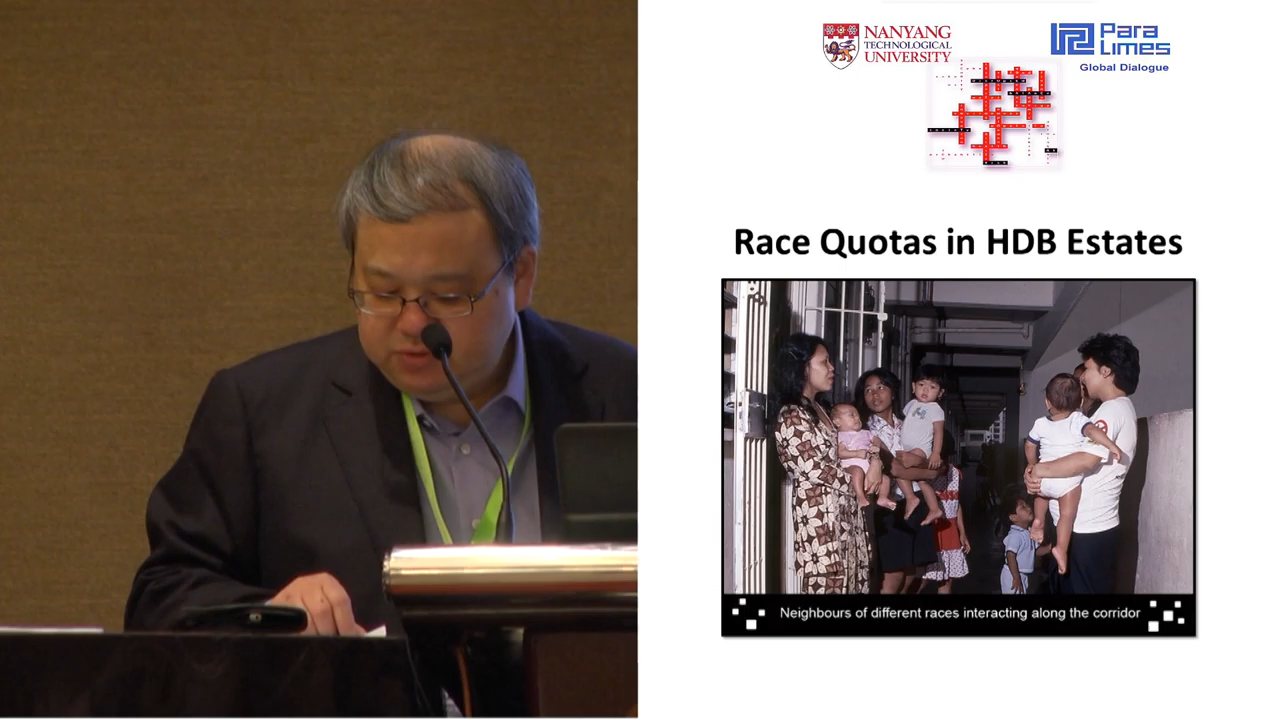 NANYANG
TECHNOLOGICAL
UNIVERSITY
Para
Limes
Global Dialogue
Race Quotas in HDB Estates
Neighbours of different races interacting along the corridor